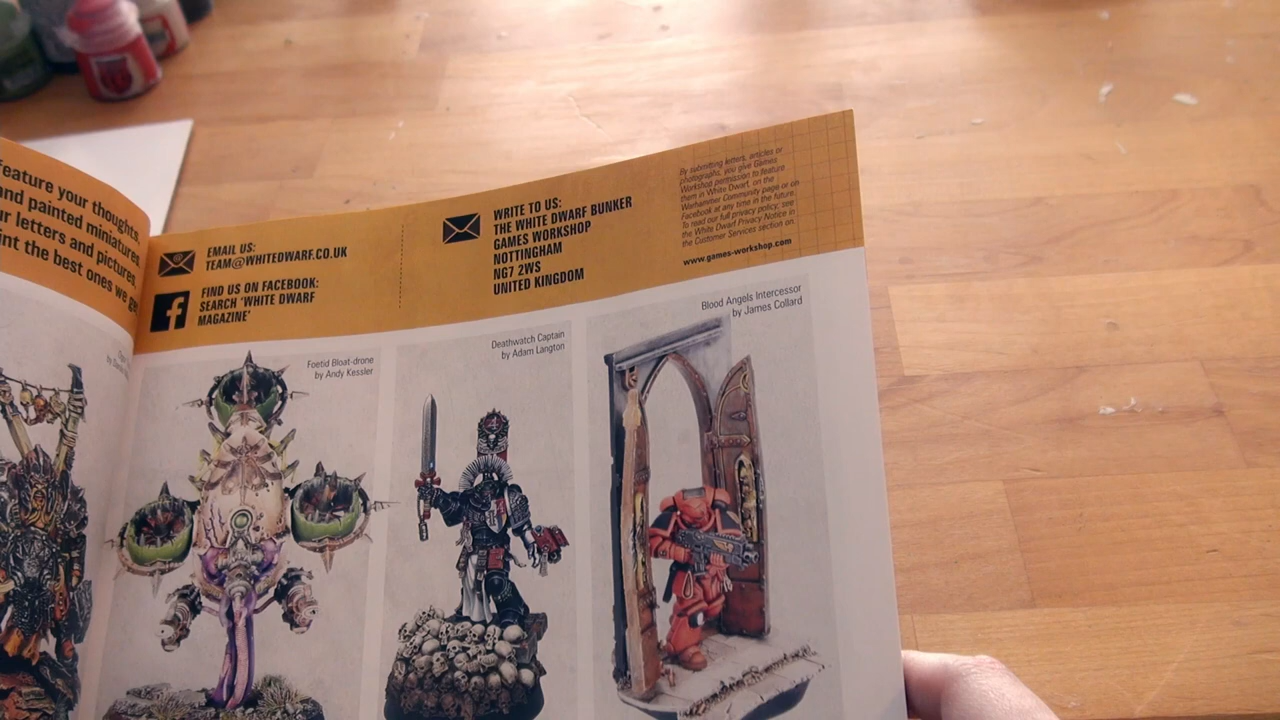 feature your thoughts,
and painted miniatures
letters and pictures,
the best ones we
EMAIL US:
TEAM@WHITEDWARF.CO.UK
FIND US ON FACEBOOK:
SEARCH 'WHITE DWARF
MAGAZINE'
WRITE TO US:
THE WHITE DWARF BUNKER
GAMES WORKSHOP
NOTTINGHAM
NG7 2WS
UNITED KINGDOM
By submitting letters, articles or
photographs, you give Games
Workshop permission to feature
them in White Dwarf, on the
Warhammer Community page or on
Facebook at any time in the future.
To read our full privacy policy, see
the White Dwarf Privacy Notice in
the Customer Services section on.
www.games-workshop.com
Foetid Bloat-drone
by Andy Kessler
Deathwatch Captain
by Adam Langton
Blood Angels Intercessor
by James Collard